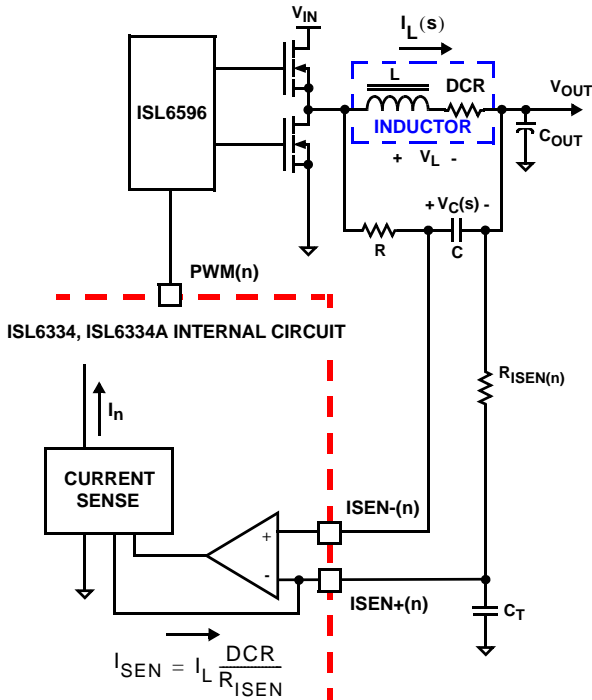 V_IN
I_L(s)
L
DCR
V_OUT
ISL6596
INDUCTOR
C_OUT
+ V_L -
+ V_C(s) -
R
C
PWM(n)
ISL6334, ISL6334A INTERNAL CIRCUIT
R_ISEN(n)
I_n
CURRENT
SENSE
ISEN-(n)
+
-
ISEN+(n)
C_T
I_SEN = I_L DCR / R_ISEN